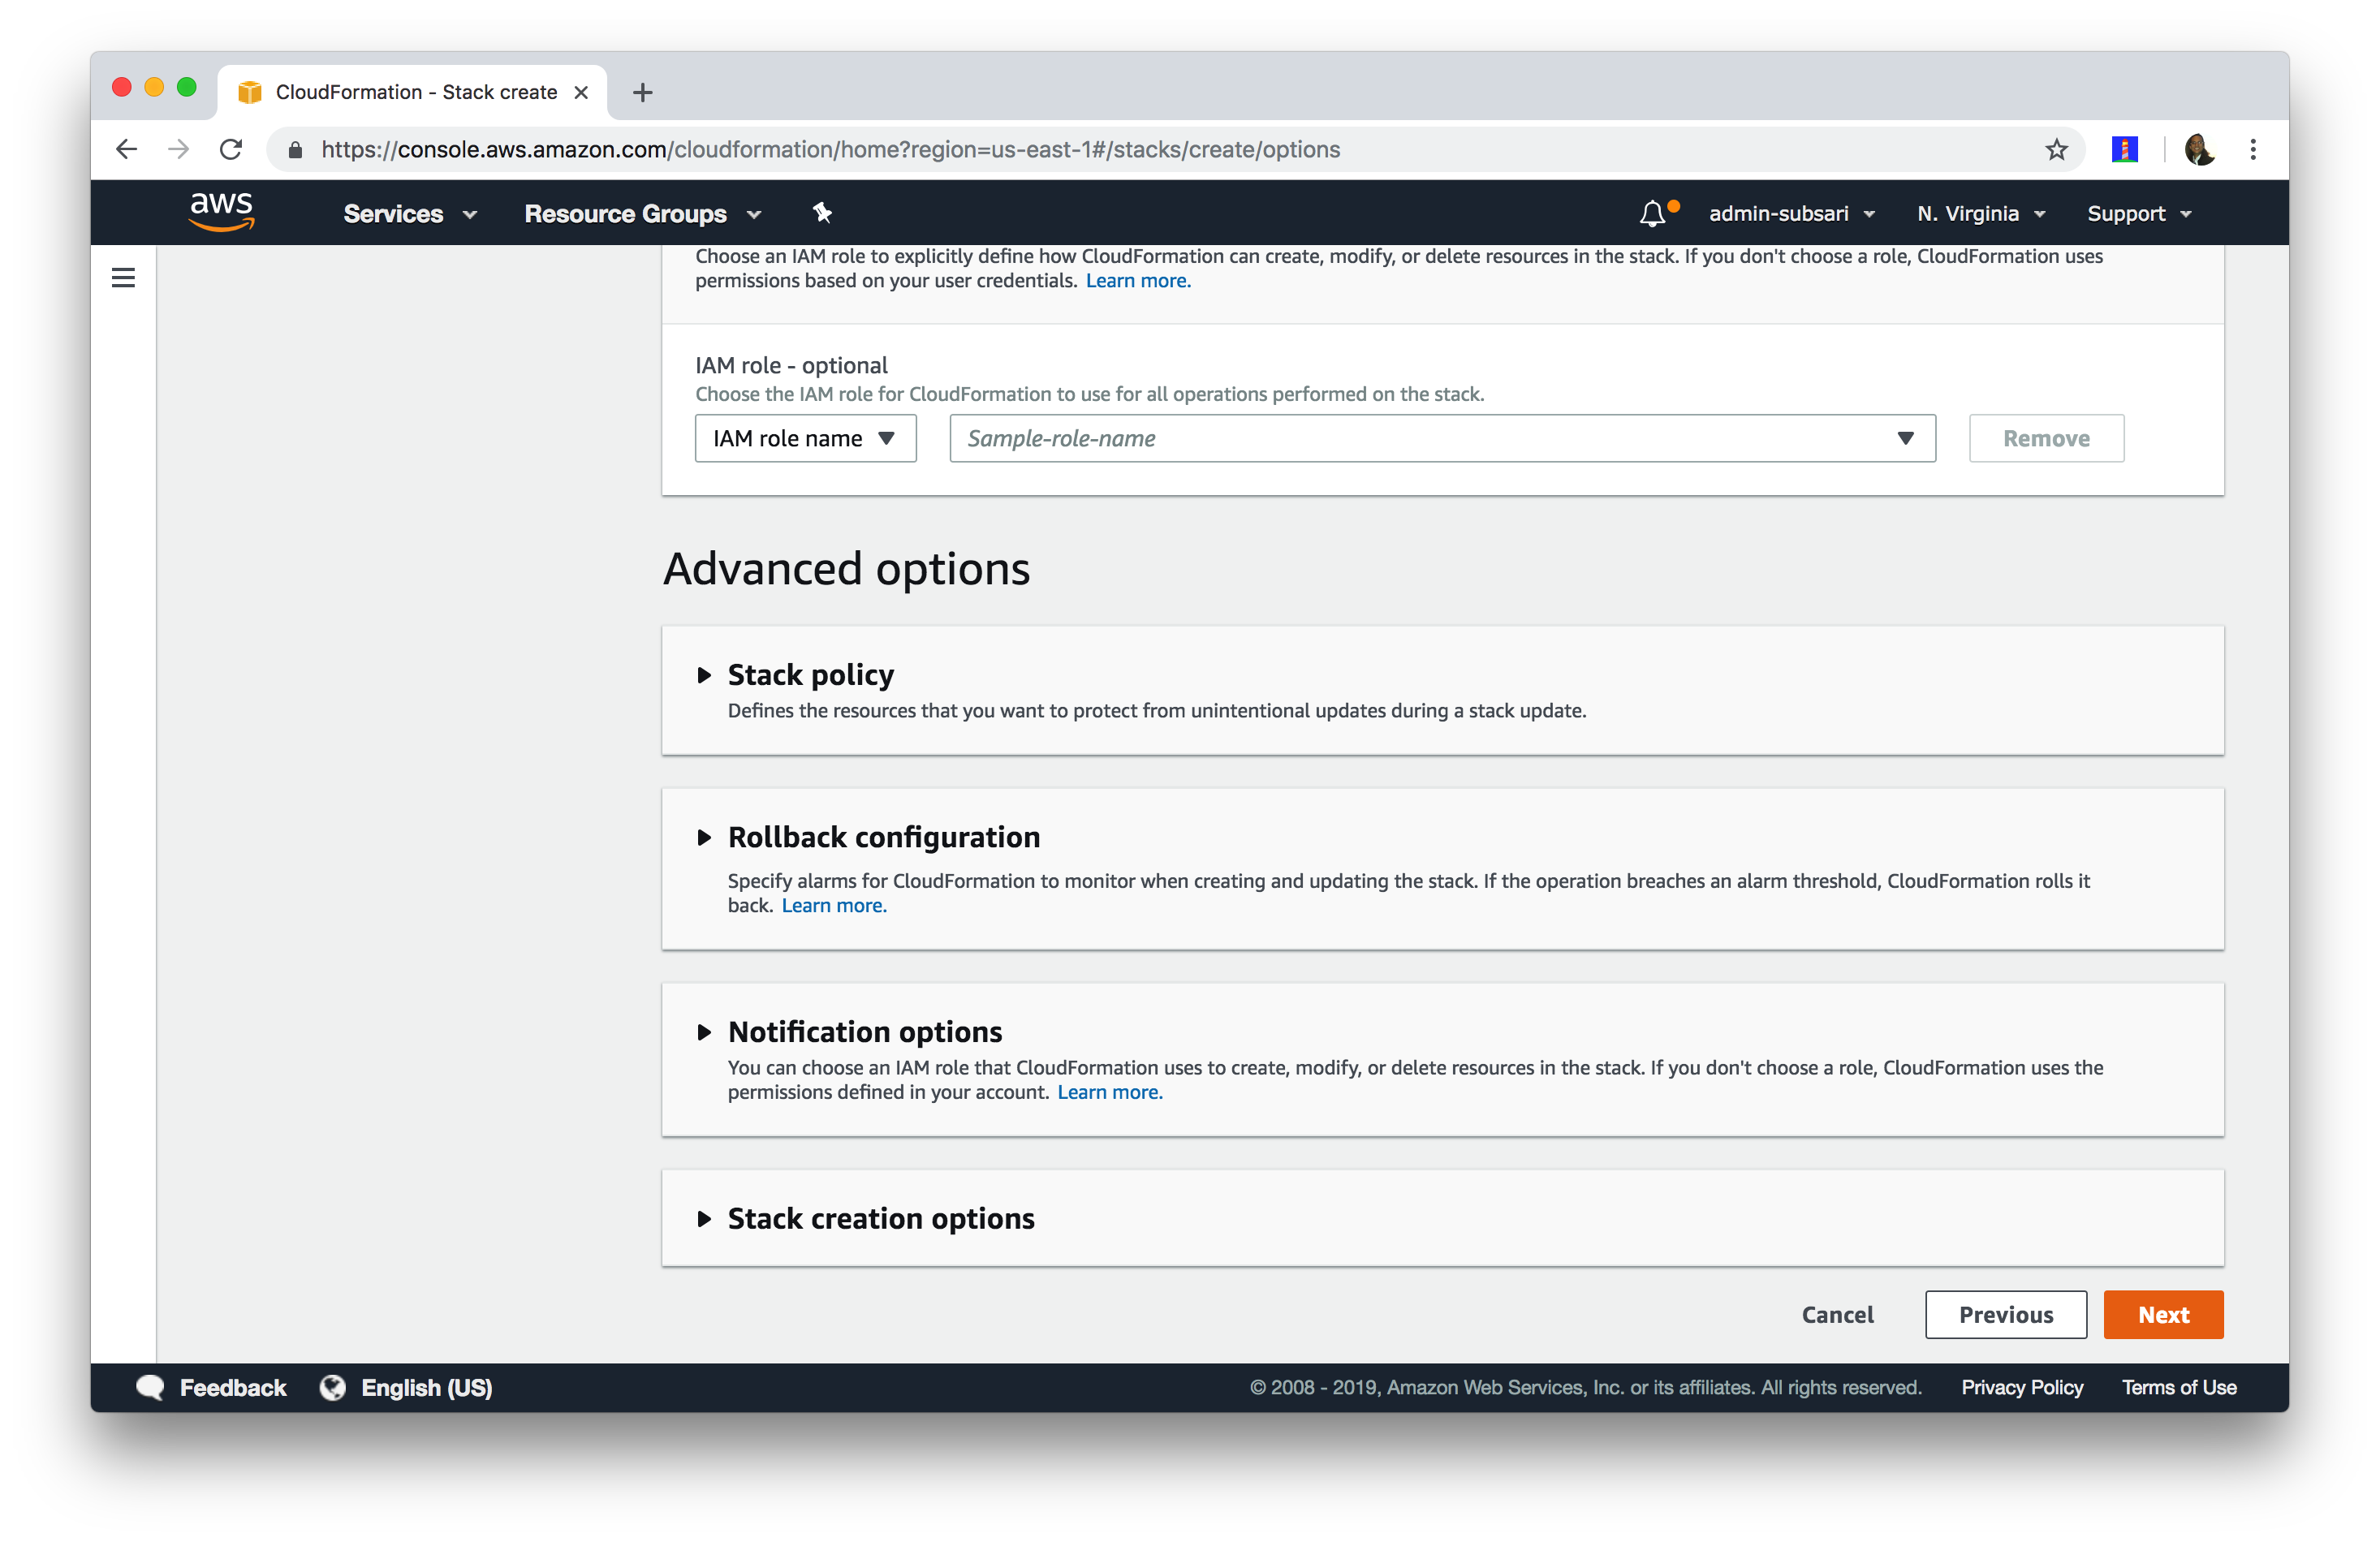 CloudFormation - Stack create
https://console.aws.amazon.com/cloudformation/home?region=us-east-1#/stacks/create/options
aws
Services
Resource Groups
admin-subsari
N. Virginia
Support
Choose an IAM role to explicitly define how CloudFormation can create, modify, or delete resources in the stack. If you don't choose a role, CloudFormation uses
permissions based on your user credentials. Learn more.
IAM role - optional
Choose the IAM role for CloudFormation to use for all operations performed on the stack.
IAM role name
Sample-role-name
Remove
Advanced options
Stack policy
Defines the resources that you want to protect from unintentional updates during a stack update.
Rollback configuration
Specify alarms for CloudFormation to monitor when creating and updating the stack. If the operation breaches an alarm threshold, CloudFormation rolls it
back. Learn more.
Notification options
You can choose an IAM role that CloudFormation uses to create, modify, or delete resources in the stack. If you don't choose a role, CloudFormation uses the
permissions defined in your account. Learn more.
Stack creation options
Cancel
Previous
Next
Feedback
English (US)
© 2008 - 2019, Amazon Web Services, Inc. or its affiliates. All rights reserved.
Privacy Policy
Terms of Use